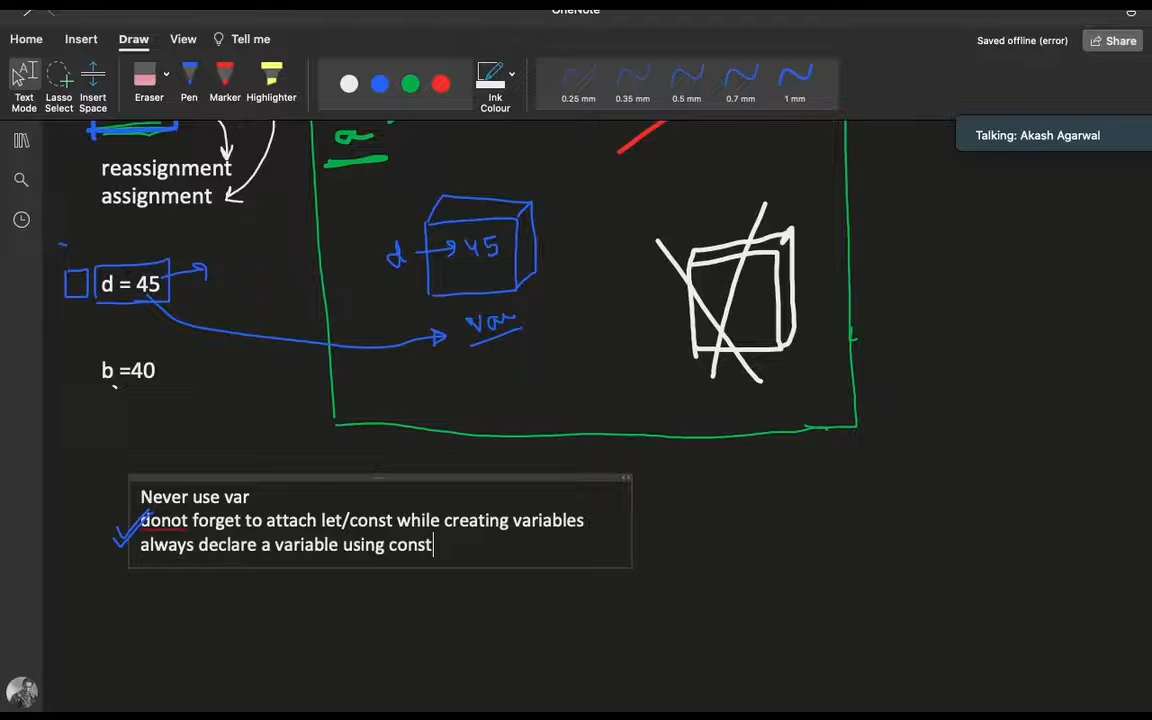 OneNote
Home Insert Draw View Tell me
Saved offline (error) Share
Text Mode
Lasso Select
Insert Space
Eraser
Pen
Marker
Highlighter
Ink Colour
0.25 mm 0.35 mm 0.5 mm 0.7 mm 1 mm
Talking: Akash Agarwal
a
reassignment
assignment
d 45
d = 45
var
b =40
Never use var
donot forget to attach let/const while creating variables
always declare a variable using const